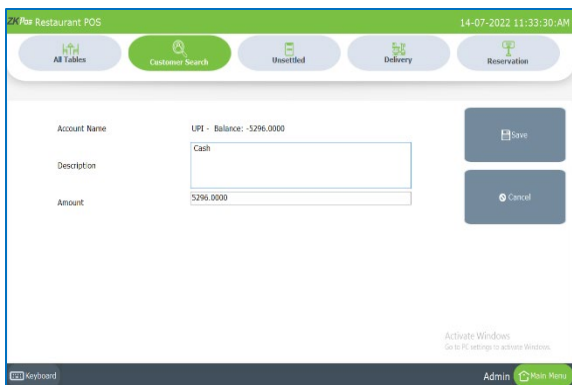 ZKPos Restaurant POS 14-07-2022 11:33:30:AM
All Tables Customer Search Unsettled Delivery Reservation
Account Name UPI - Balance: -5296.0000
Save
Cash
Description
Amount 5296.0000
Cancel
Activate Windows
Go to PC settings to activate Windows.
Keyboard Admin Main Menu